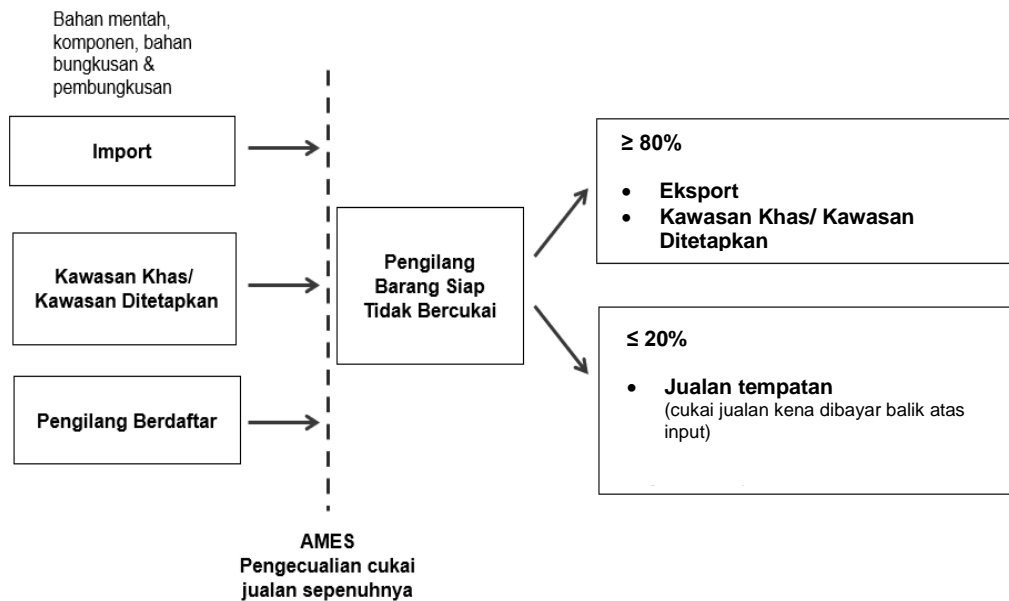 Bahan mentah,
komponen, bahan
bungkusan &
pembungkusan
Import
Kawasan Khas/
Kawasan Ditetapkan
Pengilang Berdaftar
AMES
Pengecualian cukai
jualan sepenuhnya
Pengilang
Barang Siap
Tidak Bercukai
≥ 80%
• Eksport
• Kawasan Khas/ Kawasan
Ditetapkan
≤ 20%
• Jualan tempatan
(cukai jualan kena dibayar balik atas
input)